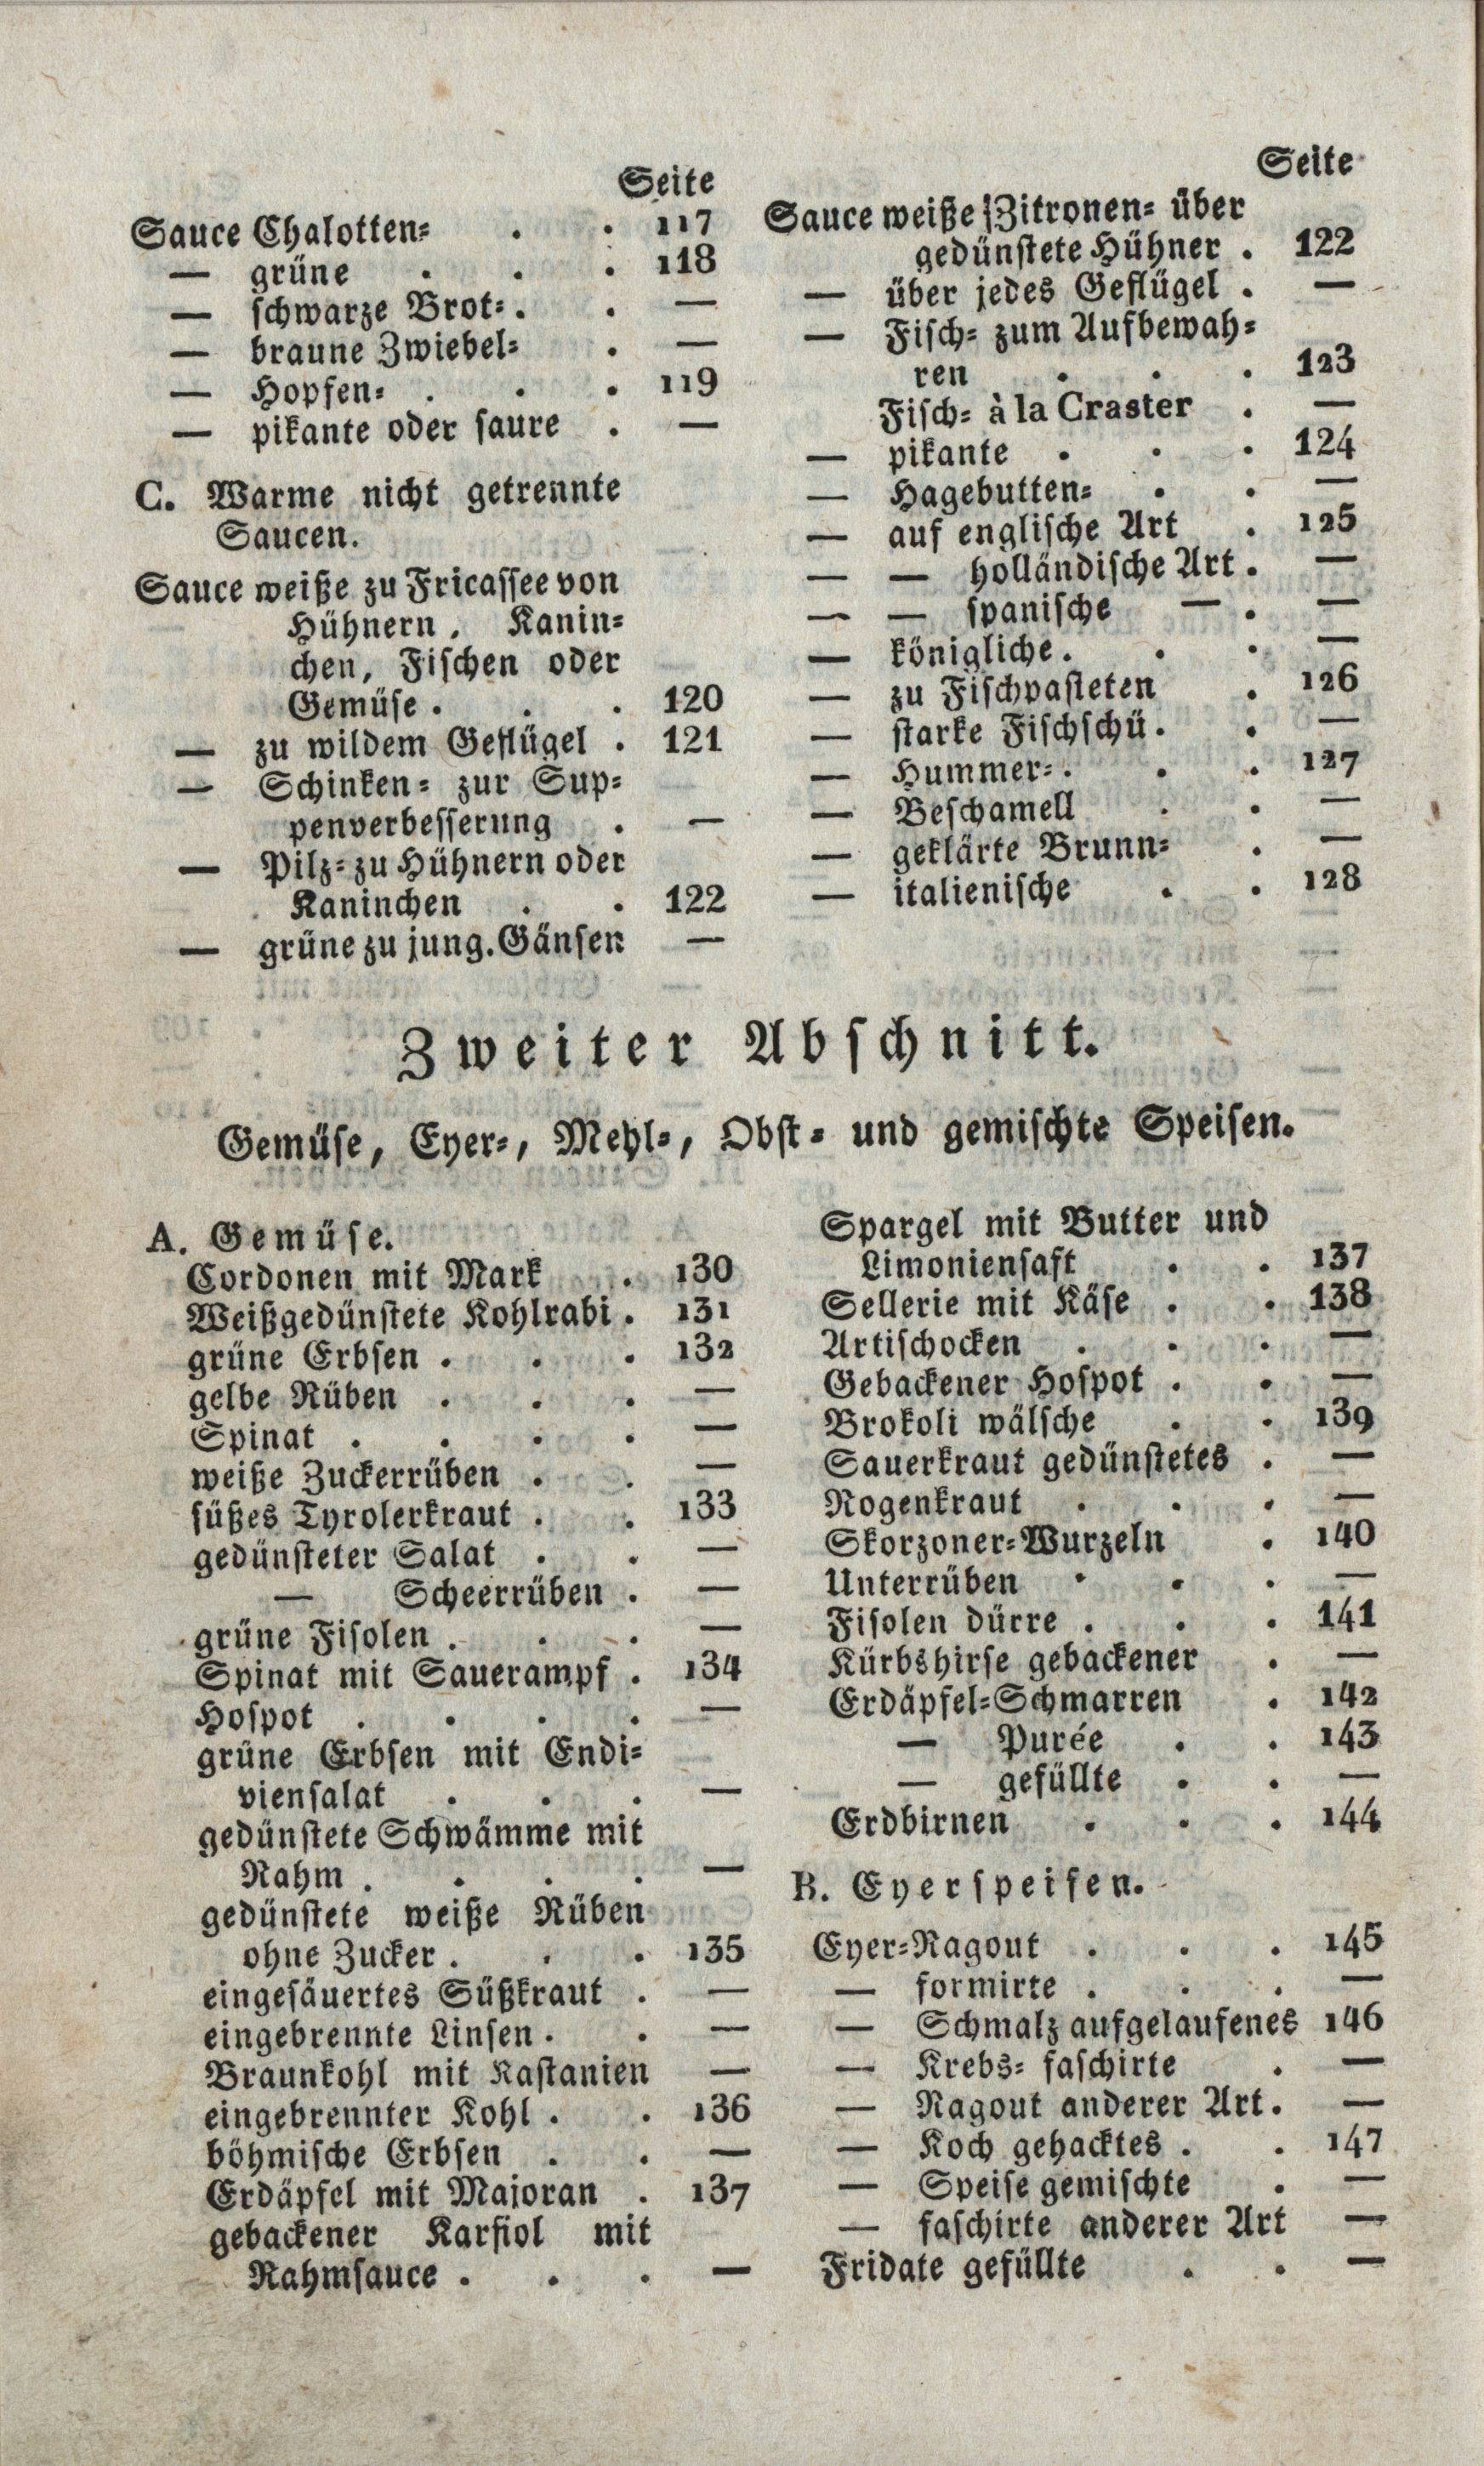 Seite
Sauce Chalotten= . . 117
— grüne . . . 118
— schwarze Brot=. . —
— braune Zwiebel= . —
— Hopfen= . . . 119
— pikante oder saure . —
C. Warme nicht getrennte
Saucen.
Sauce weiße zu Fricassee von
Hühnern, Kanin=
chen, Fischen oder
Gemüse . . . 120
— zu wildem Geflügel . 121
— Schinken= zur Sup=
penverbesserung . —
— Pilz= zu Hühnern oder
Kaninchen . . 122
— grüne zu jung. Gänsen —
Seite
Sauce weiße Zitronen= über
gedünstete Hühner . 122
— über jedes Geflügel . —
— Fisch= zum Aufbewah=
ren . . . 123
Fisch= à la Craster . —
— pikante . . . 124
— Hagebutten= . . —
— auf englische Art . 125
— — holländische Art . —
— — spanische — . —
— königliche . . . —
— zu Fischpasteten . 126
— starke Fischschü . . —
— Hummer= . . . 127
— Beschamell . . —
— geklärte Brunn= . —
— italienische . . 128
Zweiter Abschnitt.
Gemüse, Eyer=, Mehl=, Obst= und gemischte Speisen.
A. Gemüse.
Cordonen mit Mark . 130
Weißgedünstete Kohlrabi . 131
grüne Erbsen . . . 132
gelbe Rüben . . . —
Spinat . . . . —
weiße Zuckerrüben . . —
süßes Tyrolerkraut . . 133
gedünsteter Salat . . —
— Scheerrüben . —
grüne Fisolen . . . —
Spinat mit Sauerampf . 134
Hospot . . . . —
grüne Erbsen mit Endi=
viensalat . . . —
gedünstete Schwämme mit
Rahm . . . . —
gedünstete weiße Rüben
ohne Zucker . . . 135
eingesäuertes Süßkraut . —
eingebrennte Linsen . . —
Braunkohl mit Kastanien —
eingebrennter Kohl . . 136
böhmische Erbsen . . —
Erdäpfel mit Majoran . 137
gebackener Karfiol mit
Rahmsauce . . . —
Spargel mit Butter und
Limoniensaft . . 137
Sellerie mit Käse . . 138
Artischocken . . . —
Gebackener Hospot . . —
Brokoli wälsche . . 139
Sauerkraut gedünstetes . —
Rogenkraut . . . —
Skorzoner=Wurzeln . 140
Unterrüben . . . —
Fisolen dürre . . . 141
Kürbshirse gebackener . —
Erdäpfel=Schmarren . 142
— Purée . . 143
— gefüllte . . —
Erdbirnen . . . 144
B. Eyerspeisen.
Eyer=Ragout . . . 145
— formirte . . . —
— Schmalz aufgelaufenes 146
— Krebs= faschirte . —
— Ragout anderer Art . —
— Koch gehacktes . . 147
— Speise gemischte . —
— faschirte anderer Art —
Fridate gefüllte . . —